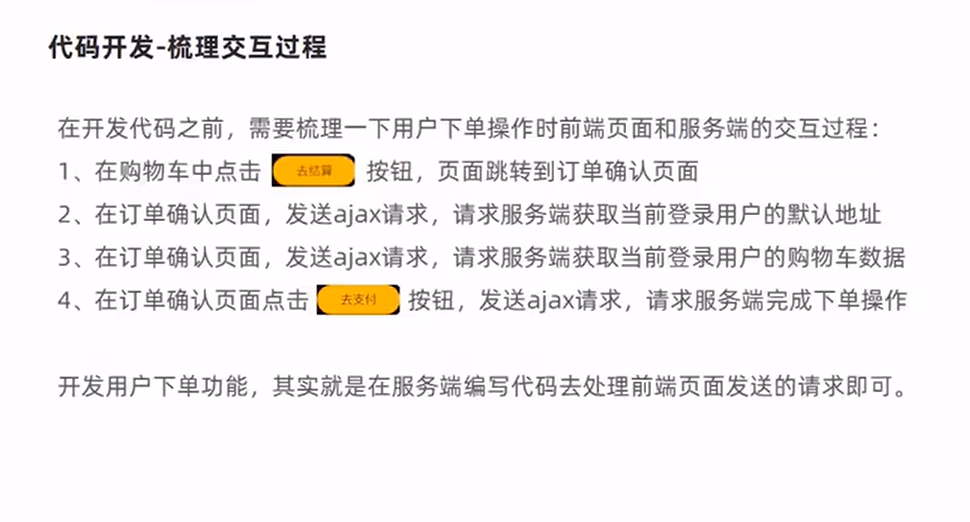 代码开发-梳理交互过程
在开发代码之前，需要梳理一下用户下单操作时前端页面和服务端的交互过程：
1、在购物车中点击 去结算 按钮，页面跳转到订单确认页面
2、在订单确认页面，发送ajax请求，请求服务端获取当前登录用户的默认地址
3、在订单确认页面，发送ajax请求，请求服务端获取当前登录用户的购物车数据
4、在订单确认页面点击 去支付 按钮，发送ajax请求，请求服务端完成下单操作
开发用户下单功能，其实就是在服务端编写代码去处理前端页面发送的请求即可。